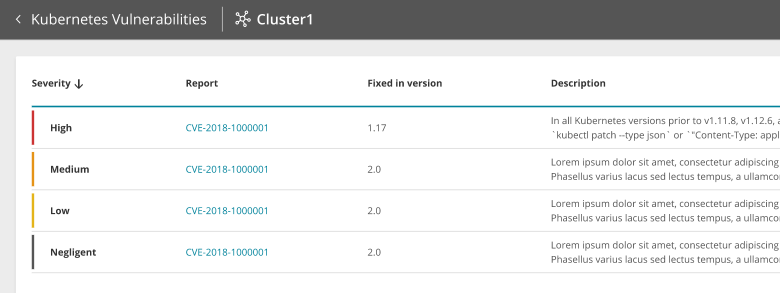 Kubernetes Vulnerabilities Cluster1
Severity Report Fixed in version Description
High CVE-2018-1000001 1.17 In all Kubernetes versions prior to v1.11.8, v1.12.6,
`kubectl patch --type json` or `"Content-Type:
Medium CVE-2018-1000001 2.0 Lorem ipsum dolor sit amet, consectetur adipiscing
Phasellus varius lacus sed lectus tempus, a
Low CVE-2018-1000001 2.0 Lorem ipsum dolor sit amet, consectetur adipiscing
Phasellus varius lacus sed lectus tempus, a
Negligent CVE-2018-1000001 2.0 Lorem ipsum dolor sit amet, consectetur adipiscing
Phasellus varius lacus sed lectus tempus, a